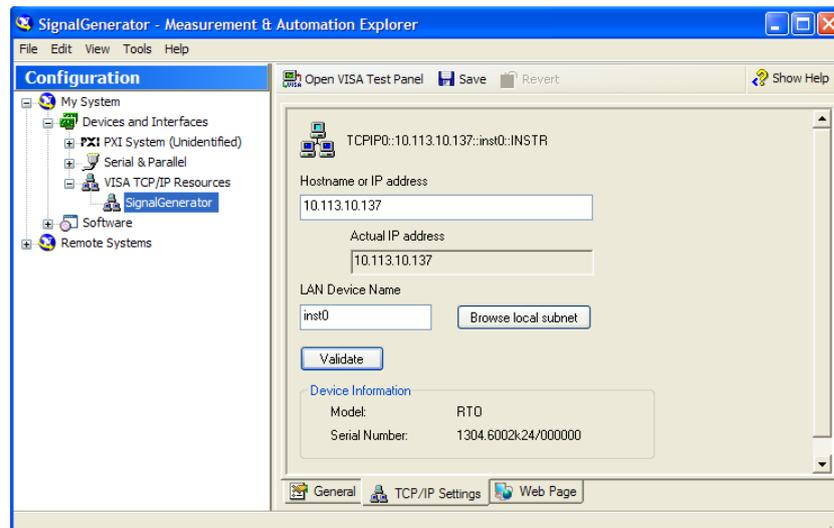 SignalGenerator - Measurement & Automation Explorer
File Edit View Tools Help
Configuration
My System
Devices and Interfaces
PXI PXI System (Unidentified)
Serial & Parallel
VISA TCP/IP Resources
SignalGenerator
Software
Remote Systems
Open VISA Test Panel Save Revert Show Help
TCPIP0::10.113.10.137::inst0::INSTR
Hostname or IP address
10.113.10.137
Actual IP address
10.113.10.137
LAN Device Name
inst0 Browse local subnet
Validate
Device Information
Model: RTO
Serial Number: 1304.6002k24/000000
General TCP/IP Settings Web Page